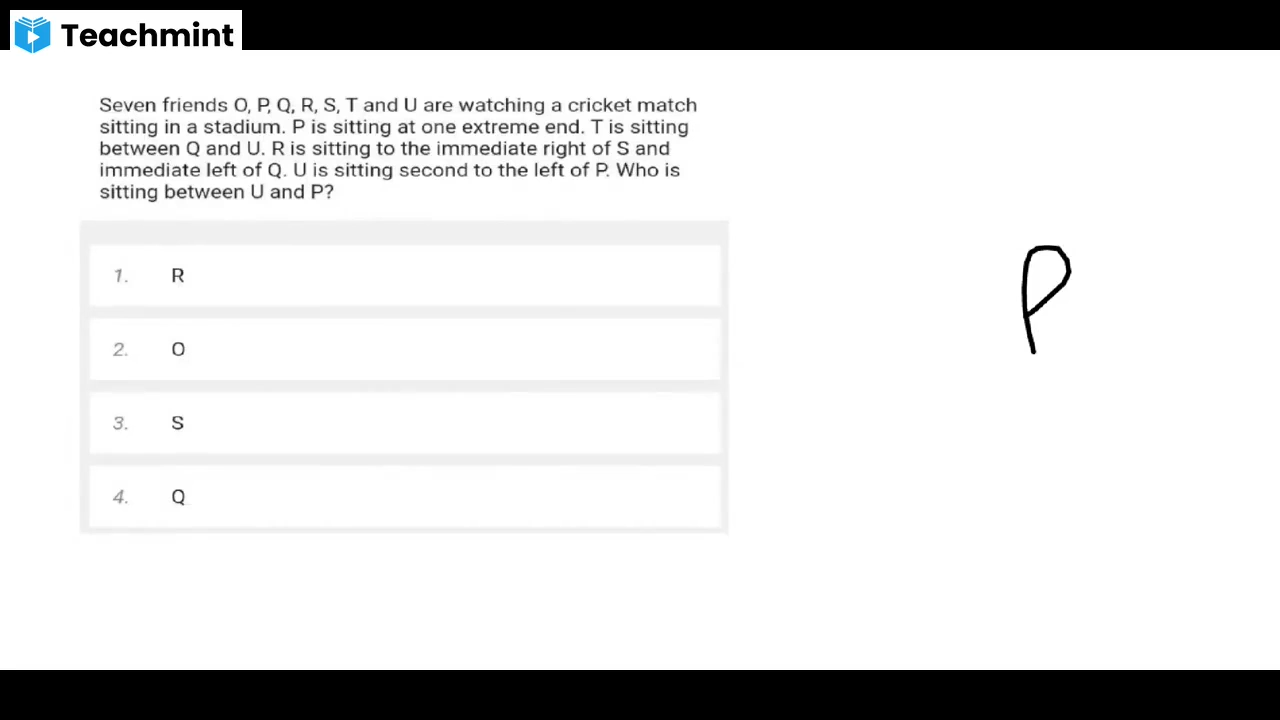 Teachmint
Seven friends O, P, Q, R, S, T and U are watching a cricket match
sitting in a stadium. P is sitting at one extreme end. T is sitting
between Q and U. R is sitting to the immediate right of S and
immediate left of Q. U is sitting second to the left of P. Who is
sitting between U and P?
1. R
2. O
3. S
4. Q
P